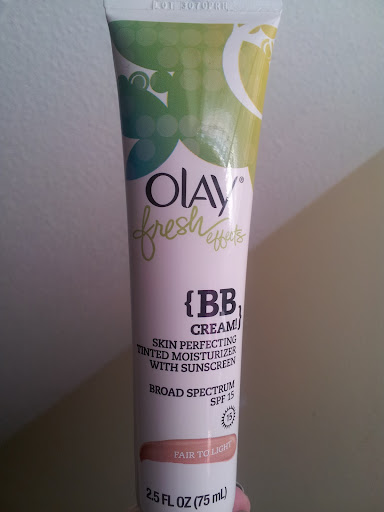 OLAY®
fresh effects
{B.B
CREAM!}
SKIN PERFECTING
TINTED MOISTURIZER
WITH SUNSCREEN
BROAD SPECTRUM
SPF 15
15
FAIR TO LIGHT
2.5 FL OZ (75 mL)